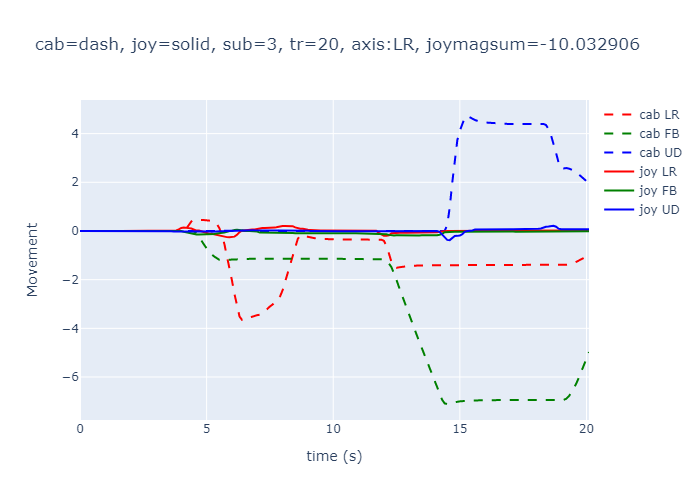 cab=dash, joy=solid, sub=3, tr=20, axis:LR, joymagsum=-10.032906
cab LR
cab FB
cab UD
joy LR
joy FB
joy UD
Movement
4
2
0
−2
−4
−6
0 5 10 15 20
time (s)